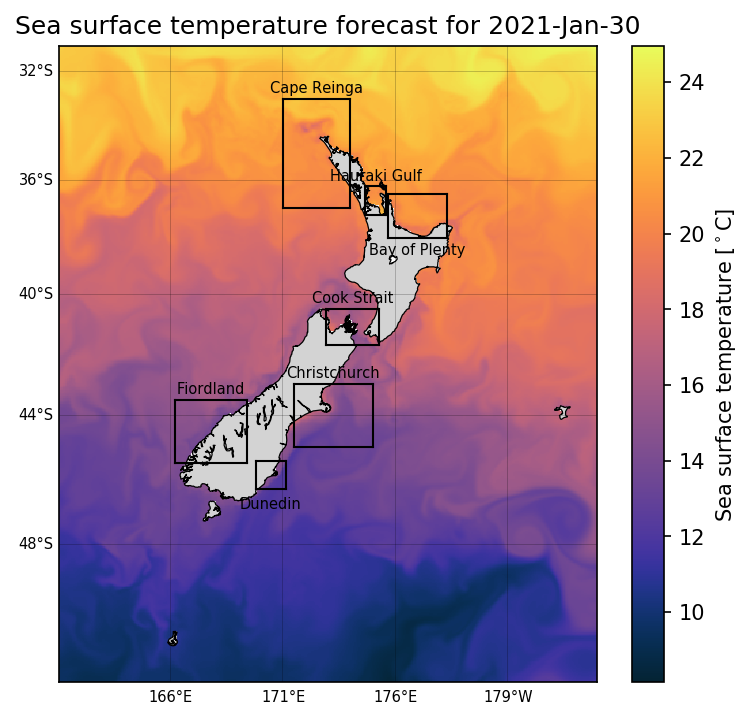 Sea surface temperature forecast for 2021-Jan-30
32°S
36°S
40°S
44°S
48°S
Cape Reinga
Hauraki Gulf
Bay of Plenty
Cook Strait
Christchurch
Fiordland
Dunedin
166°E
171°E
176°E
179°W
24
22
20
18
16
14
12
10
Sea surface temperature [°C]